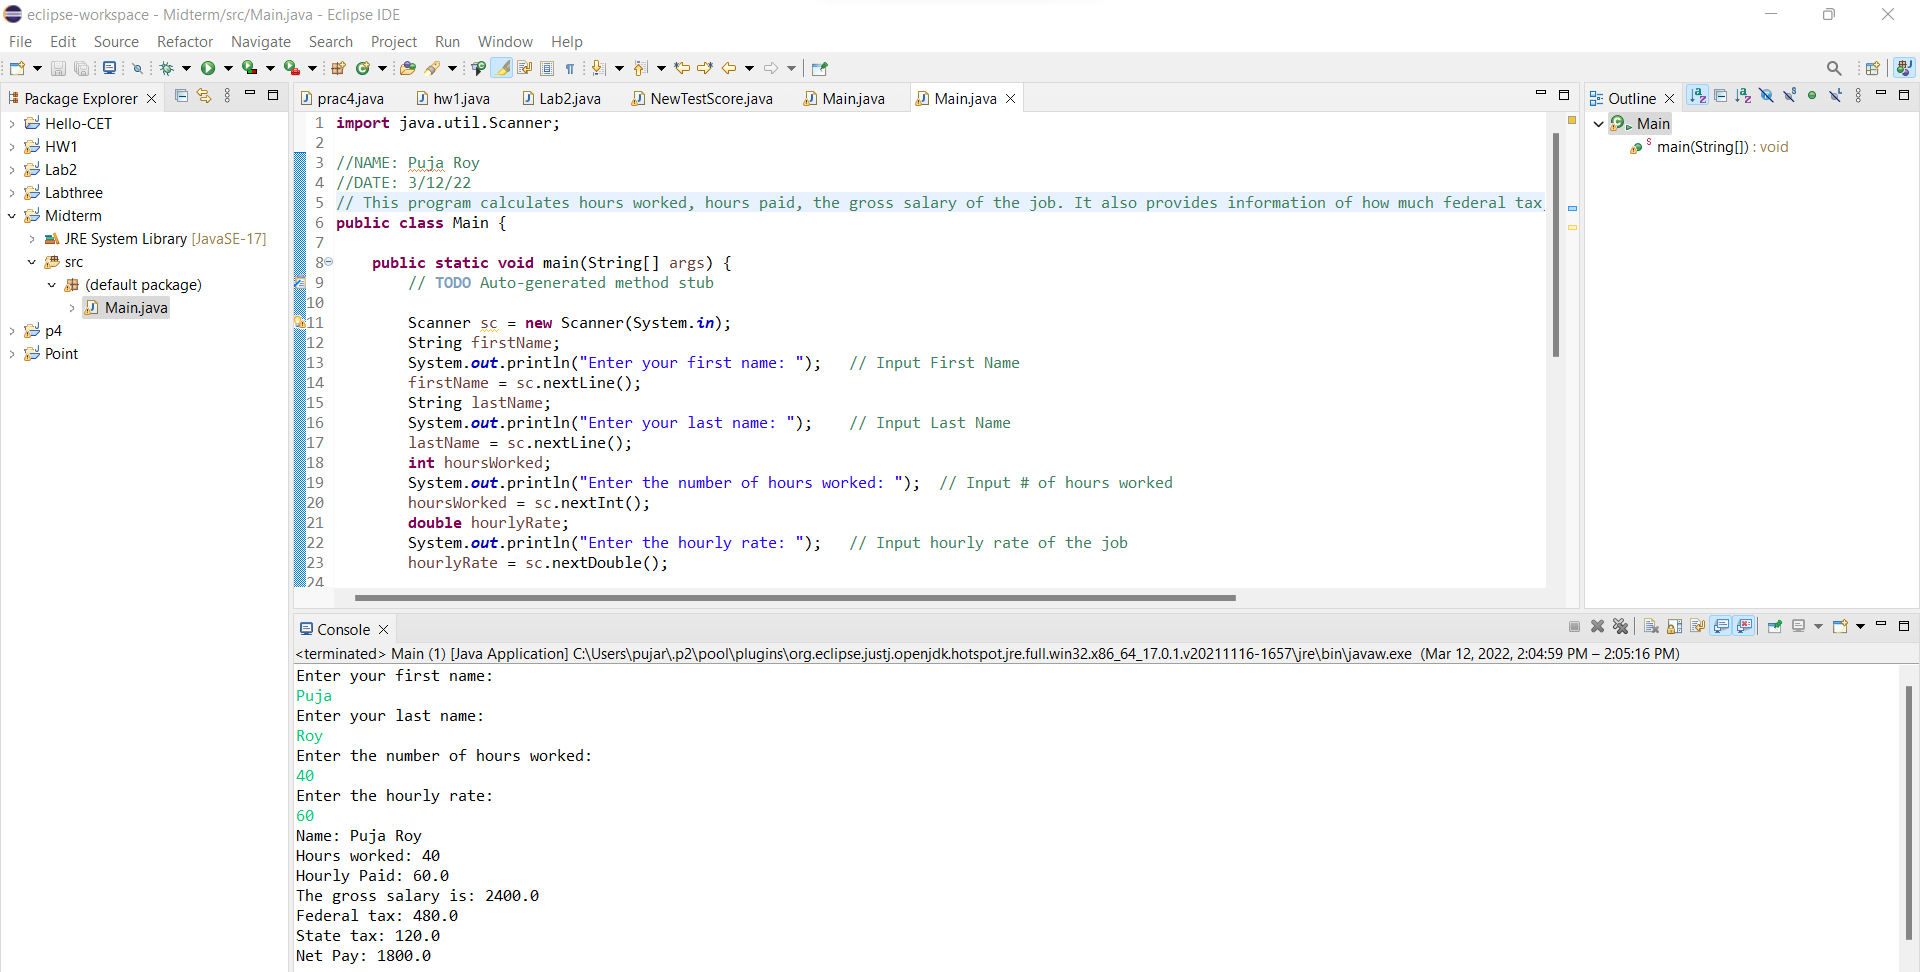 eclipse-workspace - Midterm/src/Main.java - Eclipse IDE
File Edit Source Refactor Navigate Search Project Run Window Help
Package Explorer
Hello-CET
HW1
Lab2
Labthree
Midterm
JRE System Library [JavaSE-17]
src
(default package)
Main.java
p4
Point
prac4.java hw1.java Lab2.java NewTestScore.java Main.java Main.java
1 import java.util.Scanner;
2
3 //NAME: Puja Roy
4 //DATE: 3/12/22
5 // This program calculates hours worked, hours paid, the gross salary of the job. It also provides information of how much federal tax
6 public class Main {
7
8 public static void main(String[] args) {
9 // TODO Auto-generated method stub
10
11 Scanner sc = new Scanner(System.in);
12 String firstName;
13 System.out.println("Enter your first name: "); // Input First Name
14 firstName = sc.nextLine();
15 String lastName;
16 System.out.println("Enter your last name: "); // Input Last Name
17 lastName = sc.nextLine();
18 int hoursWorked;
19 System.out.println("Enter the number of hours worked: "); // Input # of hours worked
20 hoursWorked = sc.nextInt();
21 double hourlyRate;
22 System.out.println("Enter the hourly rate: "); // Input hourly rate of the job
23 hourlyRate = sc.nextDouble();
24
Outline
Main
main(String[]) : void
Console
<terminated> Main (1) [Java Application] C:\Users\pujar\.p2\pool\plugins\org.eclipse.justj.openjdk.hotspot.jre.full.win32.x86_64_17.0.1.v20211116-1657\jre\bin\javaw.exe (Mar 12, 2022, 2:04:59 PM – 2:05:16 PM)
Enter your first name:
Puja
Enter your last name:
Roy
Enter the number of hours worked:
40
Enter the hourly rate:
60
Name: Puja Roy
Hours worked: 40
Hourly Paid: 60.0
The gross salary is: 2400.0
Federal tax: 480.0
State tax: 120.0
Net Pay: 1800.0